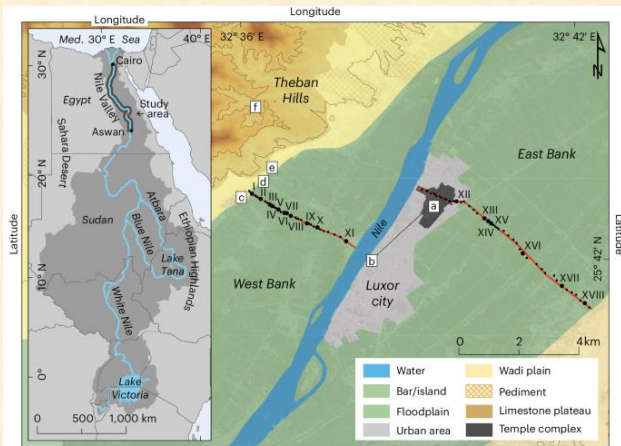 Longitude
Longitude
30° E
40° E
32° 36' E
32° 42' E
Med. Sea
Cairo
Egypt
Nile Valley
Study
area
Aswan
Sahara Desert
Sudan
Atbara
Blue Nile
Ethiopian Highlands
Lake
Tana
White Nile
Lake
Victoria
0 500 1,000 km
30° N
20° N
10° N
0°
Latitude
Latitude
Latitude
25° 42' N
Theban
Hills
f
e
d
c
I
II
III
IV
V
VI
VII
VIII
IX
X
XI
West Bank
Nile
East Bank
a
b
XII
XIII
XIV
XV
XVI
XVII
XVIII
Luxor
city
N
0 2 4 km
Water
Bar/island
Floodplain
Urban area
Wadi plain
Pediment
Limestone plateau
Temple complex